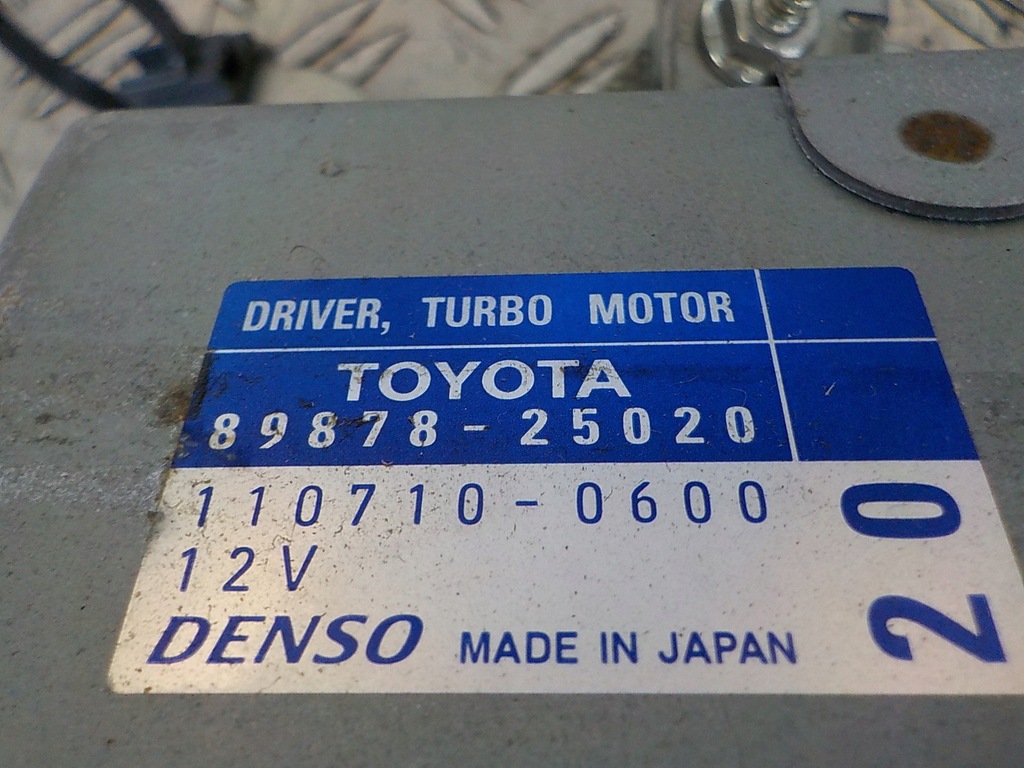 DRIVER, TURBO MOTOR
TOYOTA
89878-25020
110710-0600
12V
DENSO MADE IN JAPAN
20